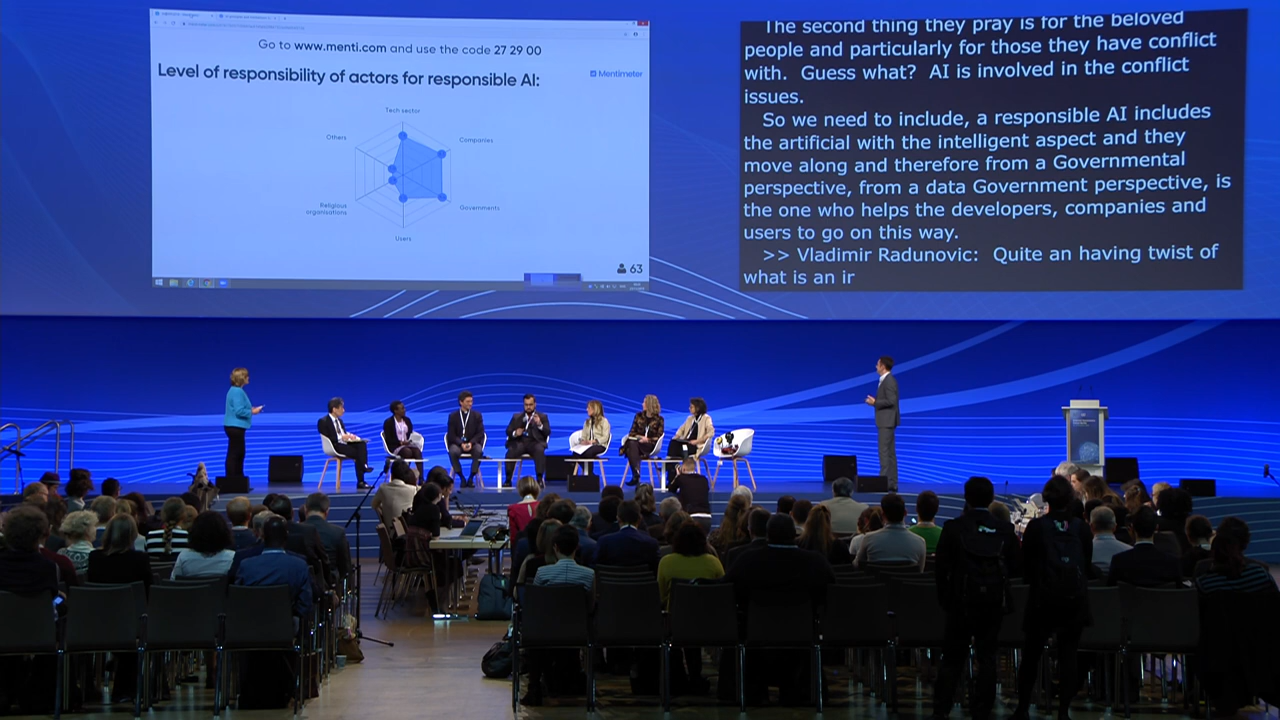 Go to www.menti.com and use the code 27 29 00
Level of responsibility of actors for responsible AI:
Mentimeter
Tech sector
Others
Companies
Religious
organisations
Governments
Users
63
The second thing they pray is for the beloved
people and particularly for those they have conflict
with. Guess what? AI is involved in the conflict
issues.
So we need to include, a responsible AI includes
the artificial with the intelligent aspect and they
move along and therefore from a Governmental
perspective, from a data Government perspective, is
the one who helps the developers, companies and
users to go on this way.
>> Vladimir Radunovic: Quite an having twist of
what is an ir